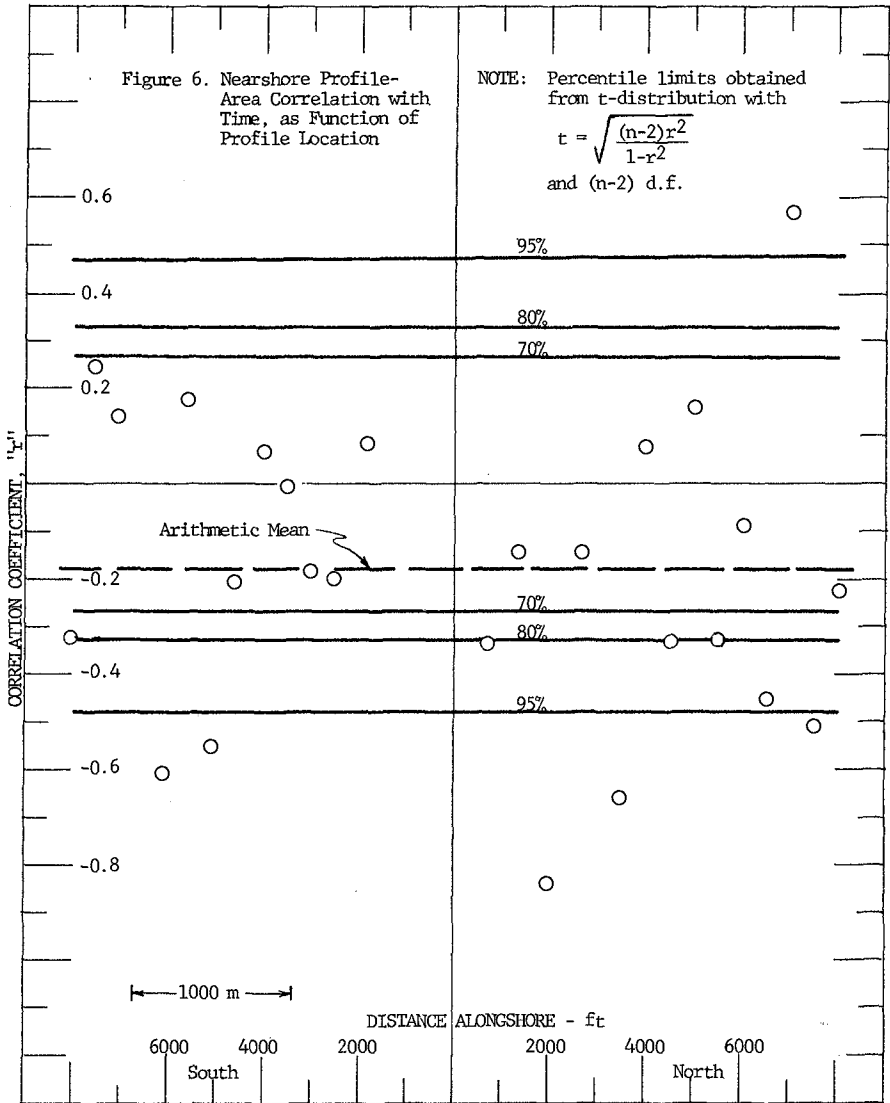 Figure 6. Nearshore Profile-
Area Correlation with
Time, as Function of
Profile Location
NOTE: Percentile limits obtained
from t-distribution with
t = √((n-2)r²/1-r²)
and (n-2) d.f.
0.6
95%
0.4
80%
70%
0.2
CORRELATION COEFFICIENT, "r"
Arithmetic Mean
-0.2
70%
80%
-0.4
95%
-0.6
-0.8
1000 m
DISTANCE ALONGSHORE - ft
6000 4000 2000 2000 4000 6000
South North